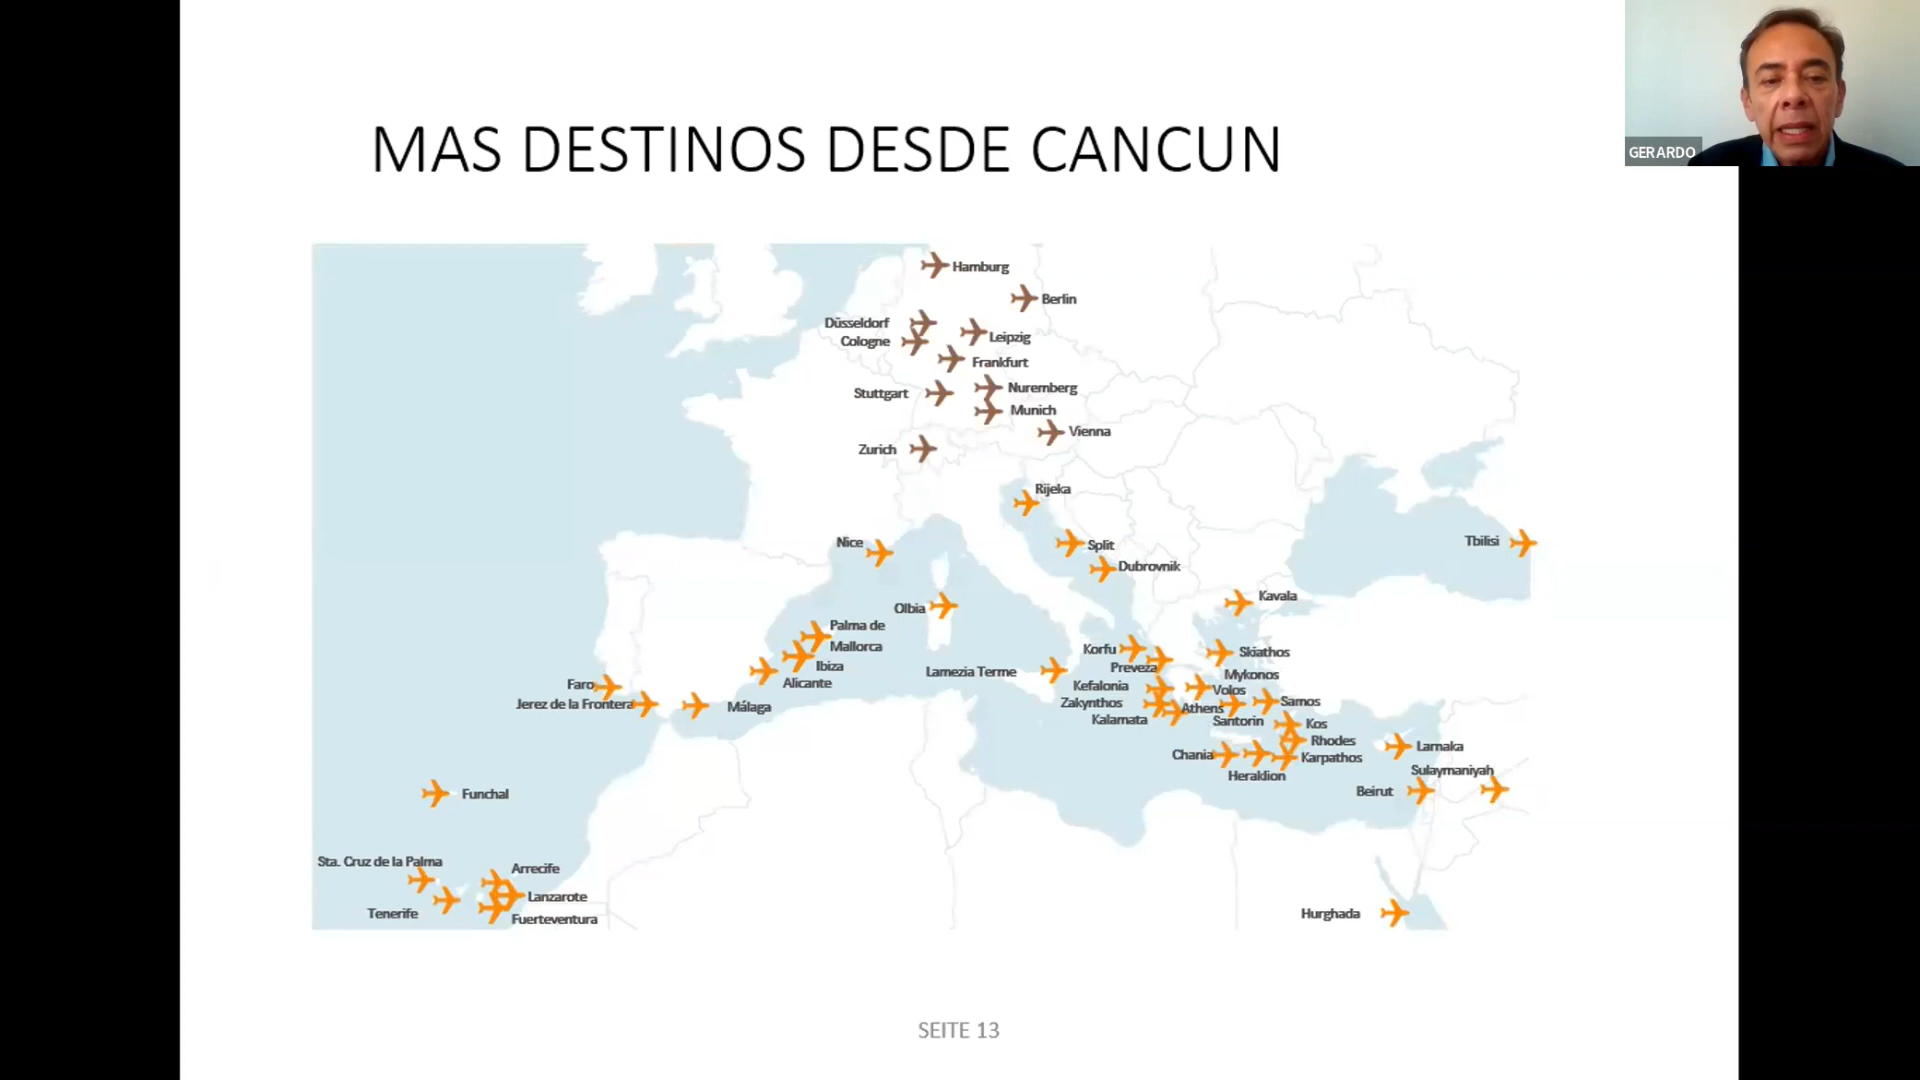 GERARDO
MAS DESTINOS DESDE CANCUN
Hamburg
Berlin
Düsseldorf
Cologne
Leipzig
Frankfurt
Stuttgart
Nuremberg
Munich
Vienna
Zurich
Rijeka
Nice
Split
Dubrovnik
Tbilisi
Kavala
Olbia
Palma de
Mallorca
Ibiza
Alicante
Lamezia Terme
Korfu
Preveza
Skiathos
Mykonos
Kefalonia
Volos
Zakynthos
Athens
Samos
Kalamata
Santorin
Kos
Faro
Jerez de la Frontera
Málaga
Rhodes
Chania
Karpathos
Heraklion
Larnaka
Sulaymaniyah
Beirut
Funchal
Sta. Cruz de la Palma
Arrecife
Lanzarote
Tenerife
Fuerteventura
Hurghada
SEITE 13